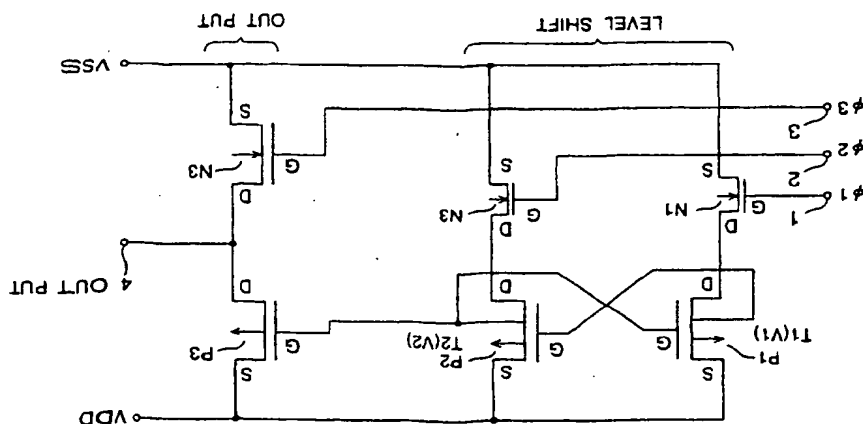 VDD
S
S
S
P1
P2
P3
T1(V1)
G
G
T2(V2)
G
D
D
D
4 OUT PUT
D
D
D
φ1
1
G
N1
G
N3
G
N3
S
S
S
φ2
2
φ3
3
VSS
LEVEL SHIFT
OUT PUT